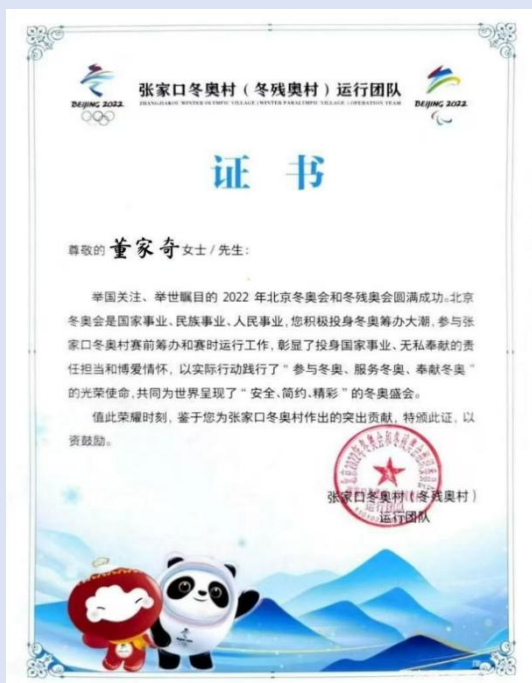 张家口冬奥村（冬残奥村）运行团队
ZHANGJIAKOU WINTER OLYMPIC VILLAGE (WINTER PARALYMPIC VILLAGE) OPERATION TEAM
BEIJING 2022
BEIJING 2022
证书
尊敬的董家奇女士/先生：
举国关注、举世瞩目的 2022 年北京冬奥会和冬残奥会圆满成功。北京
冬奥会是国家事业、民族事业、人民事业，您积极投身冬奥筹办大潮，参与张
家口冬奥村赛前筹办和赛时运行工作，彰显了投身国家事业、无私奉献的责
任担当和博爱情怀，以实际行动践行了“参与冬奥、服务冬奥、奉献冬奥”
的光荣使命，共同为世界呈现了“安全、简约、精彩”的冬奥盛会。
值此荣耀时刻，鉴于您为张家口冬奥村作出的突出贡献，特颁此证，以
资鼓励。
张家口冬奥村（冬残奥村）
运行团队